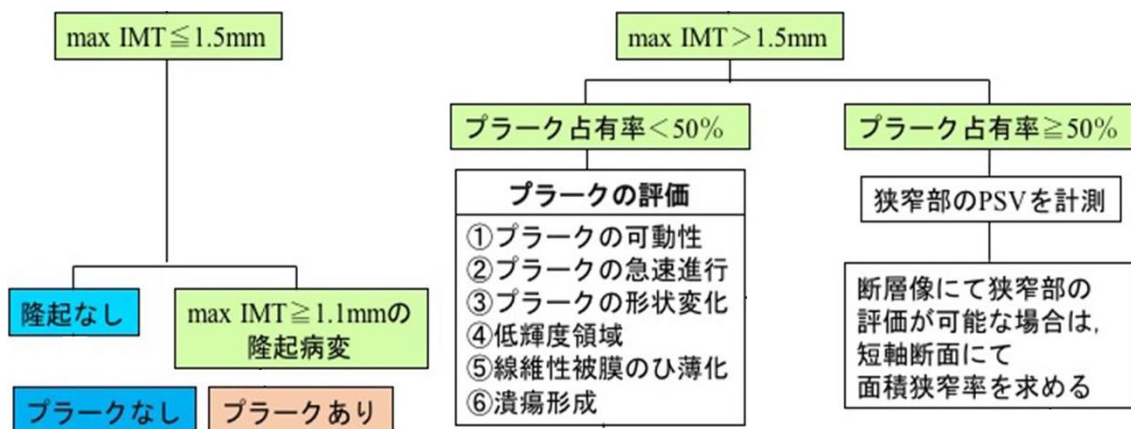 max IMT≦1.5mm
隆起なし
max IMT≧1.1mmの
隆起病変
プラークなし
プラークあり
max IMT＞1.5mm
プラーク占有率＜50%
プラークの評価
①プラークの可動性
②プラークの急速進行
③プラークの形状変化
④低輝度領域
⑤線維性被膜のひ薄化
⑥潰瘍形成
プラーク占有率≧50%
狭窄部のPSVを計測
断層像にて狭窄部の
評価が可能な場合は,
短軸断面にて
面積狭窄率を求める